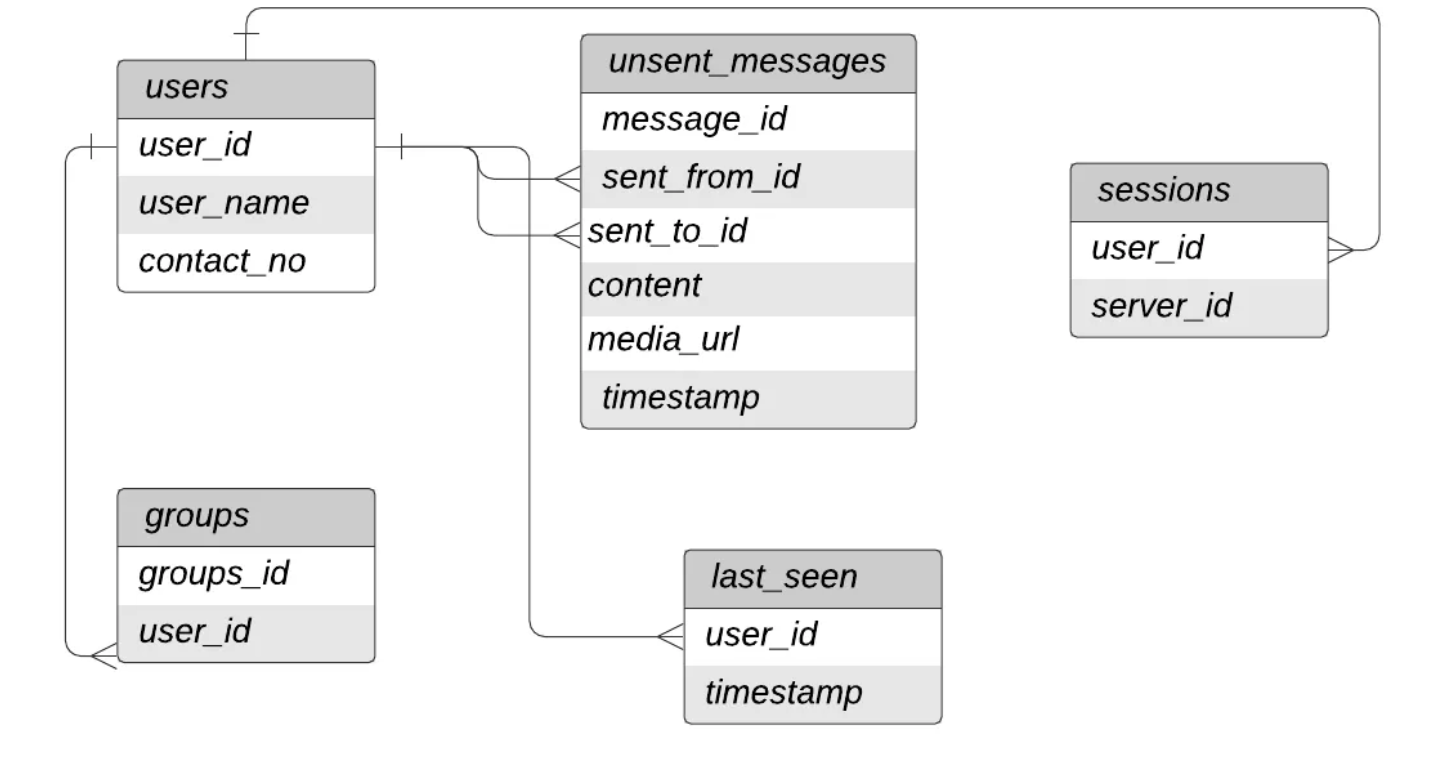 users
user_id
user_name
contact_no
unsent_messages
message_id
sent_from_id
sent_to_id
content
media_url
timestamp
sessions
user_id
server_id
groups
groups_id
user_id
last_seen
user_id
timestamp